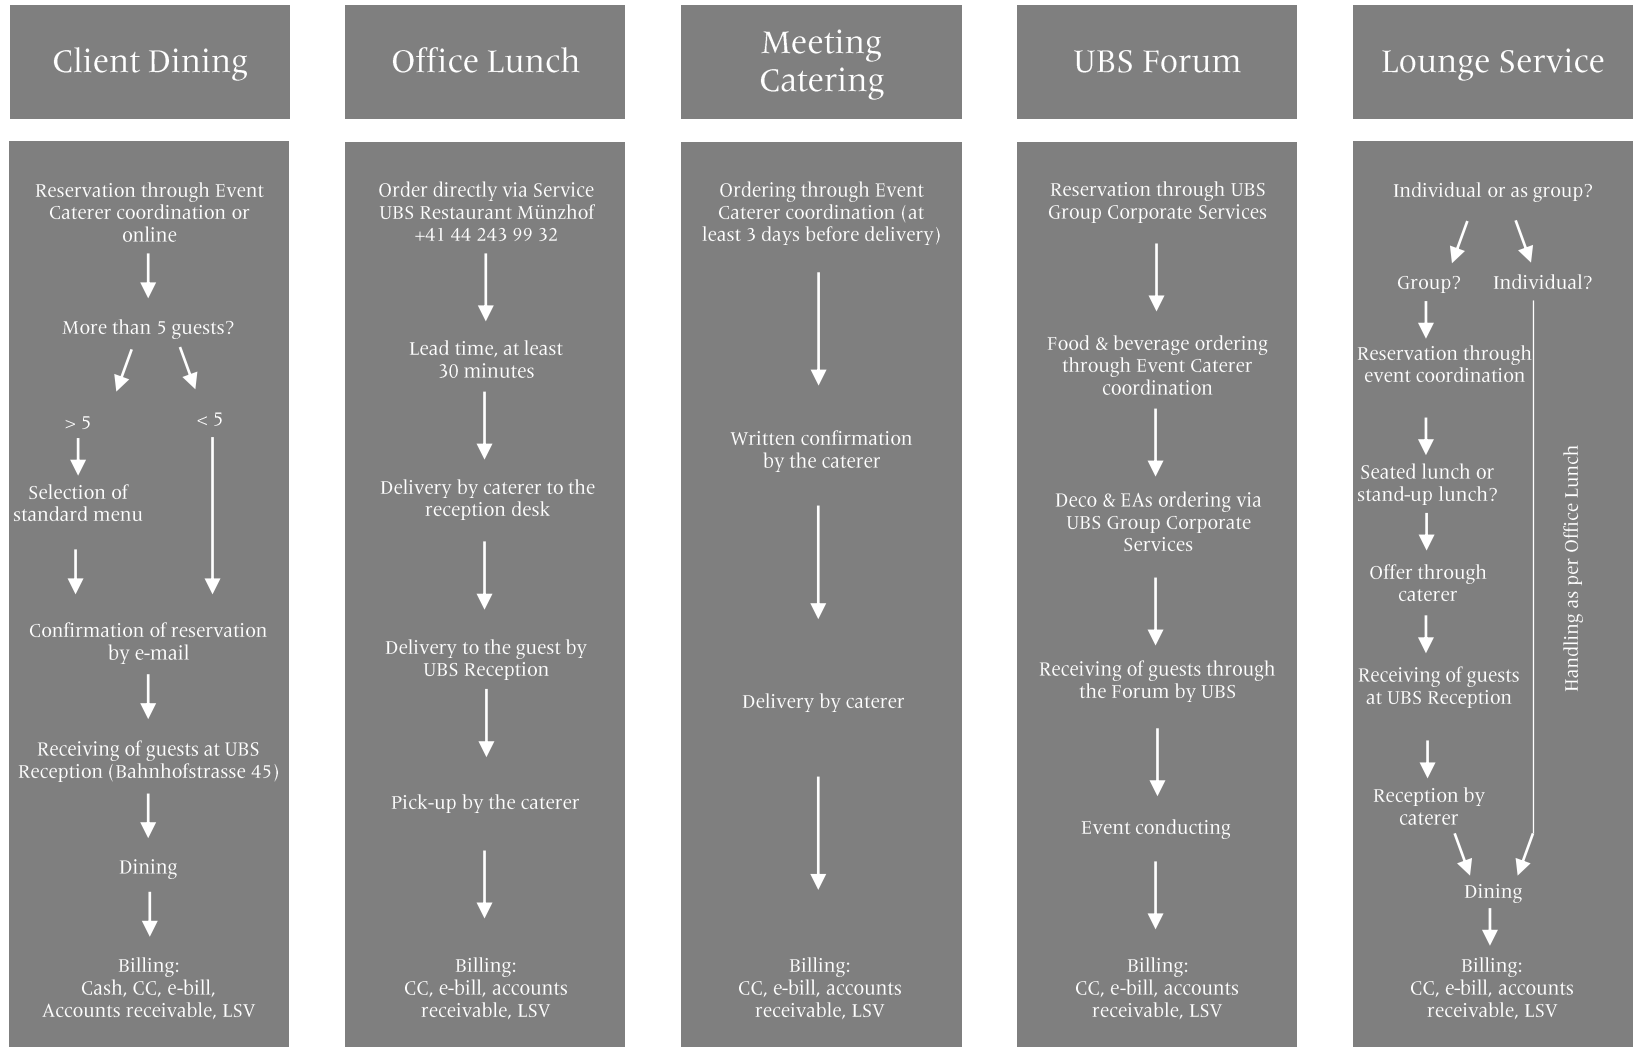 Client Dining
Reservation through Event
Caterer coordination or
online
More than 5 guests?
> 5
< 5
Selection of
standard menu
Confirmation of reservation
by e-mail
Receiving of guests at UBS
Reception (Bahnhofstrasse 45)
Dining
Billing:
Cash, CC, e-bill,
Accounts receivable, LSV
Office Lunch
Order directly via Service
UBS Restaurant Münzhof
+41 44 243 99 32
Lead time, at least
30 minutes
Delivery by caterer to the
reception desk
Delivery to the guest by
UBS Reception
Pick-up by the caterer
Billing:
CC, e-bill, accounts
receivable, LSV
Meeting
Catering
Ordering through Event
Caterer coordination (at
least 3 days before delivery)
Written confirmation
by the caterer
Delivery by caterer
Billing:
CC, e-bill, accounts
receivable, LSV
UBS Forum
Reservation through UBS
Group Corporate Services
Food & beverage ordering
through Event Caterer
coordination
Deco & EAs ordering via
UBS Group Corporate
Services
Receiving of guests through
the Forum by UBS
Event conducting
Billing:
CC, e-bill, accounts
receivable, LSV
Lounge Service
Individual or as group?
Group?
Individual?
Reservation through
event coordination
Seated lunch or
stand-up lunch?
Offer through
caterer
Receiving of guests
at UBS Reception
Reception by
caterer
Handling as per Office Lunch
Dining
Billing:
CC, e-bill, accounts
receivable, LSV